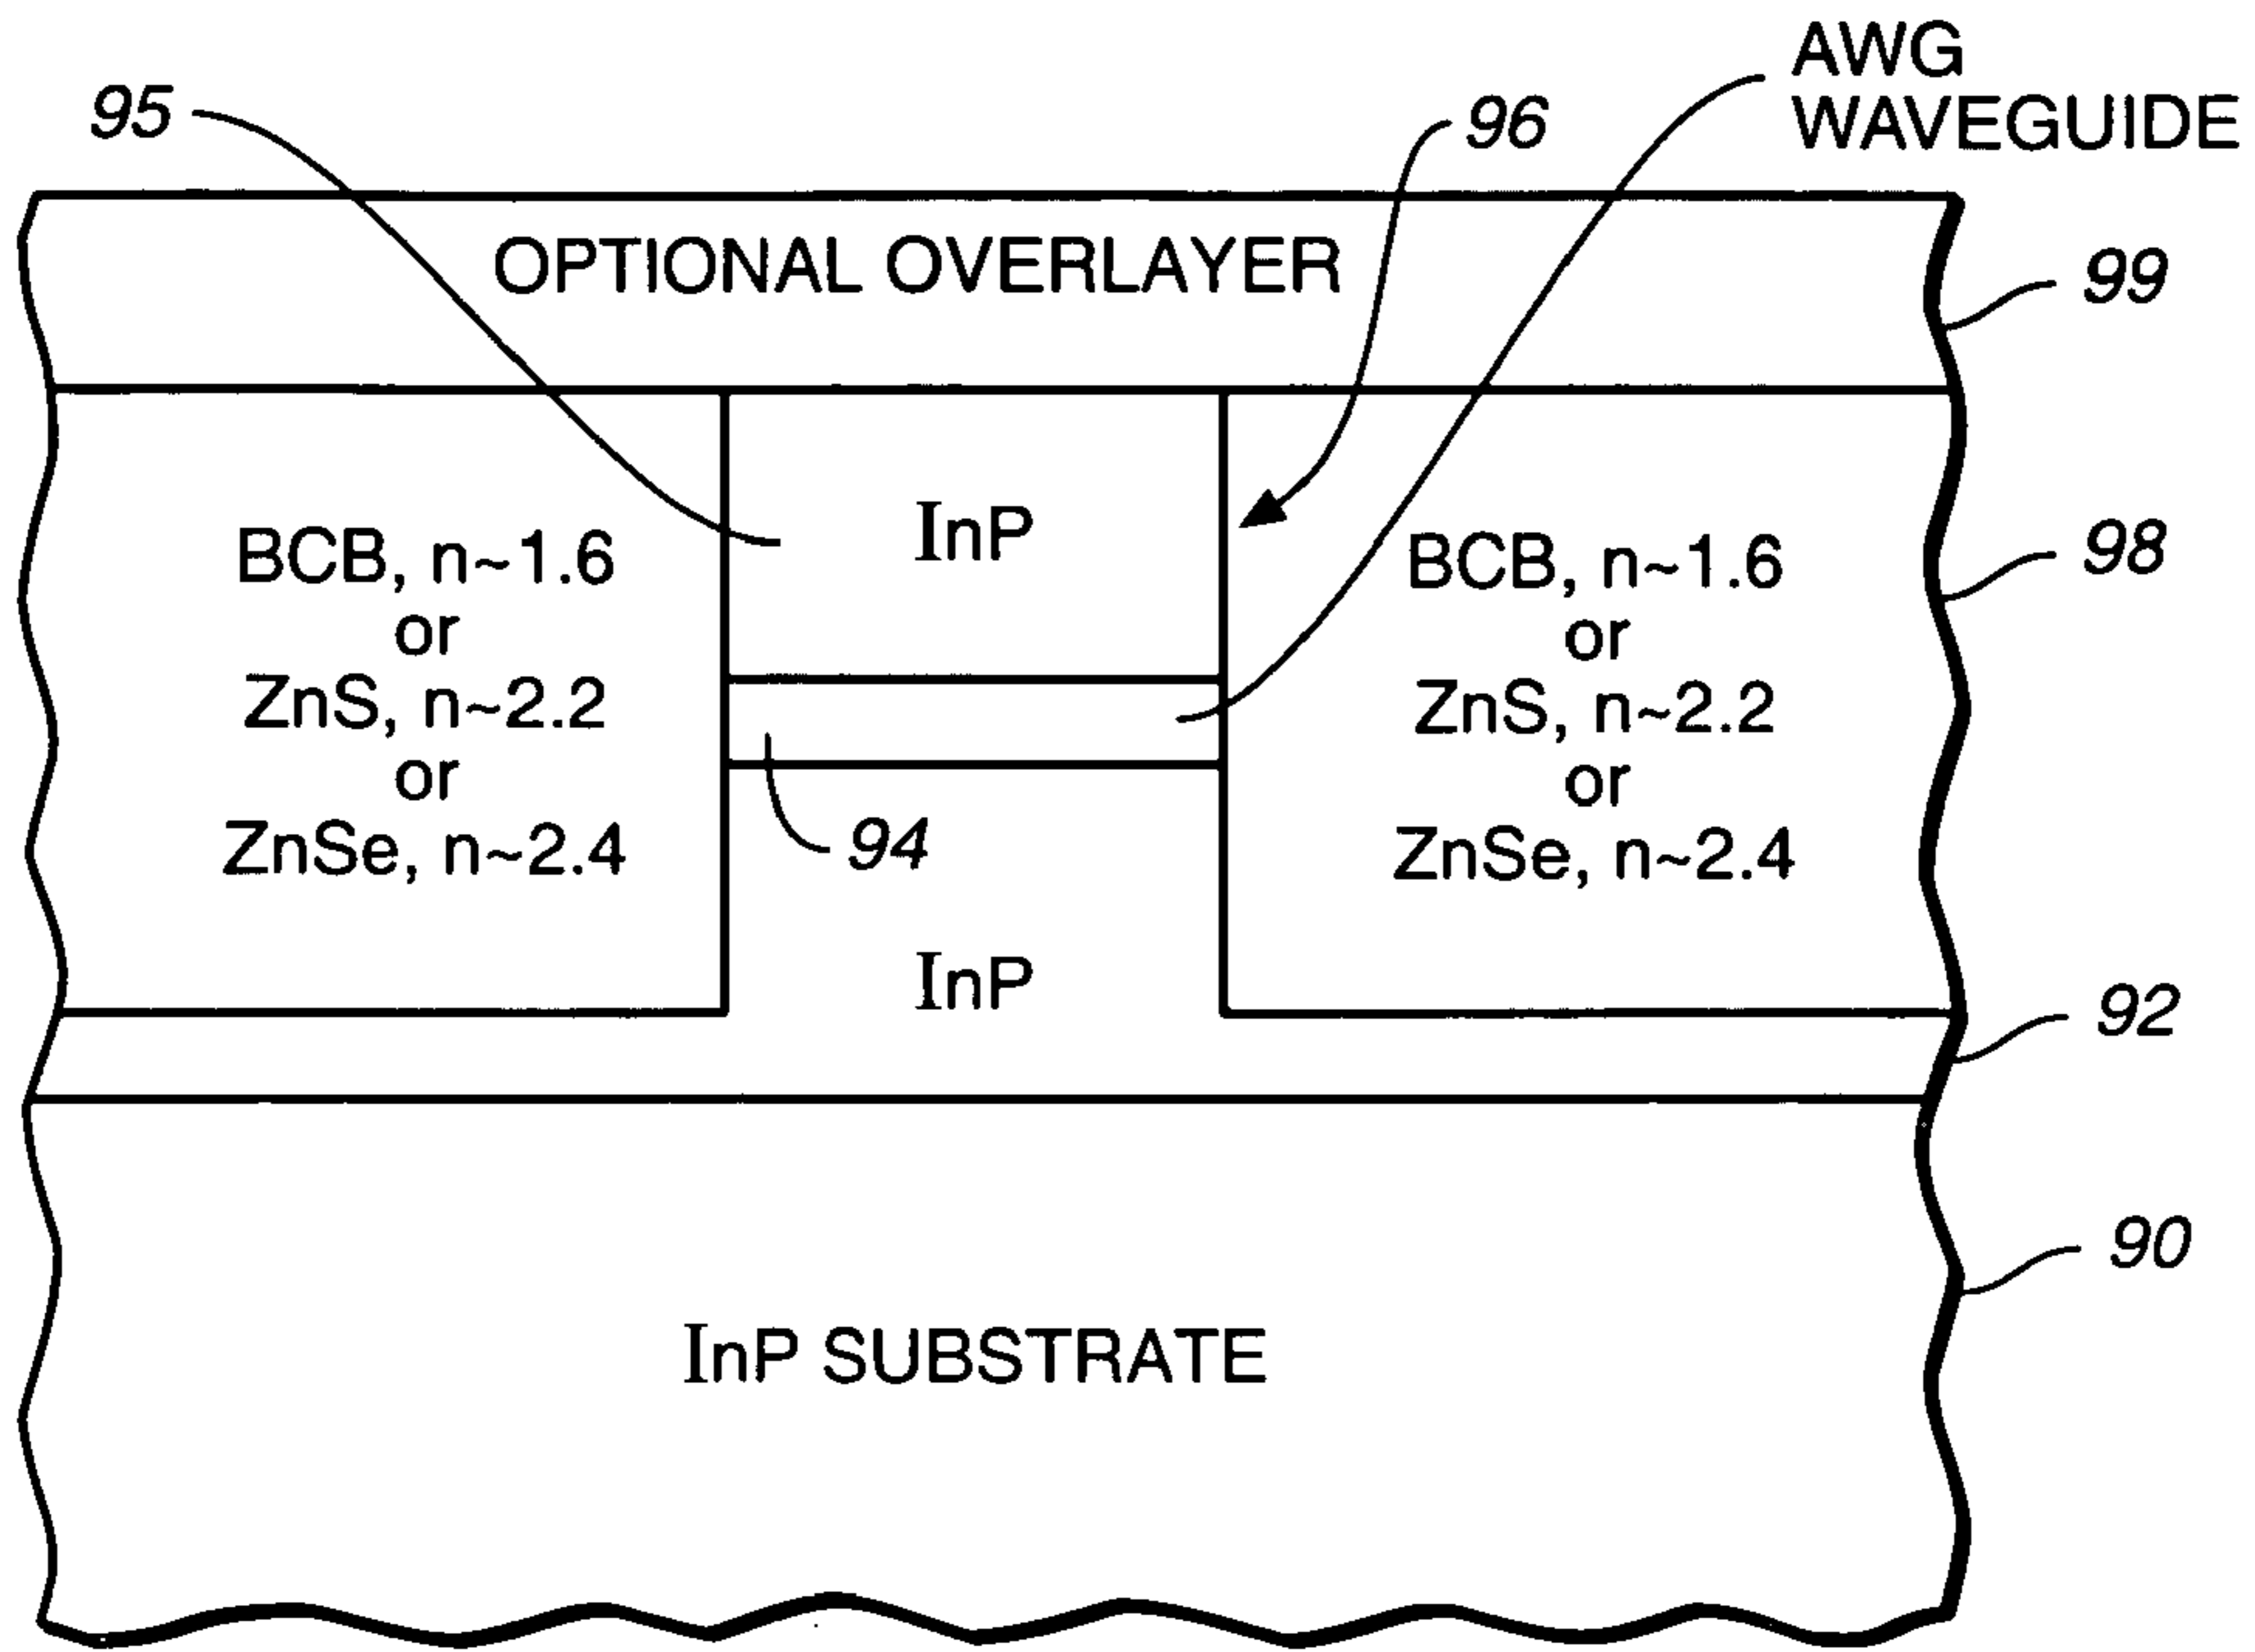 AWG
WAVEGUIDE
95
96
OPTIONAL OVERLAYER
99
InP
BCB, n~1.6
or
ZnS, n~2.2
or
ZnSe, n~2.4
BCB, n~1.6
or
ZnS, n~2.2
or
ZnSe, n~2.4
98
94
InP
92
90
InP SUBSTRATE